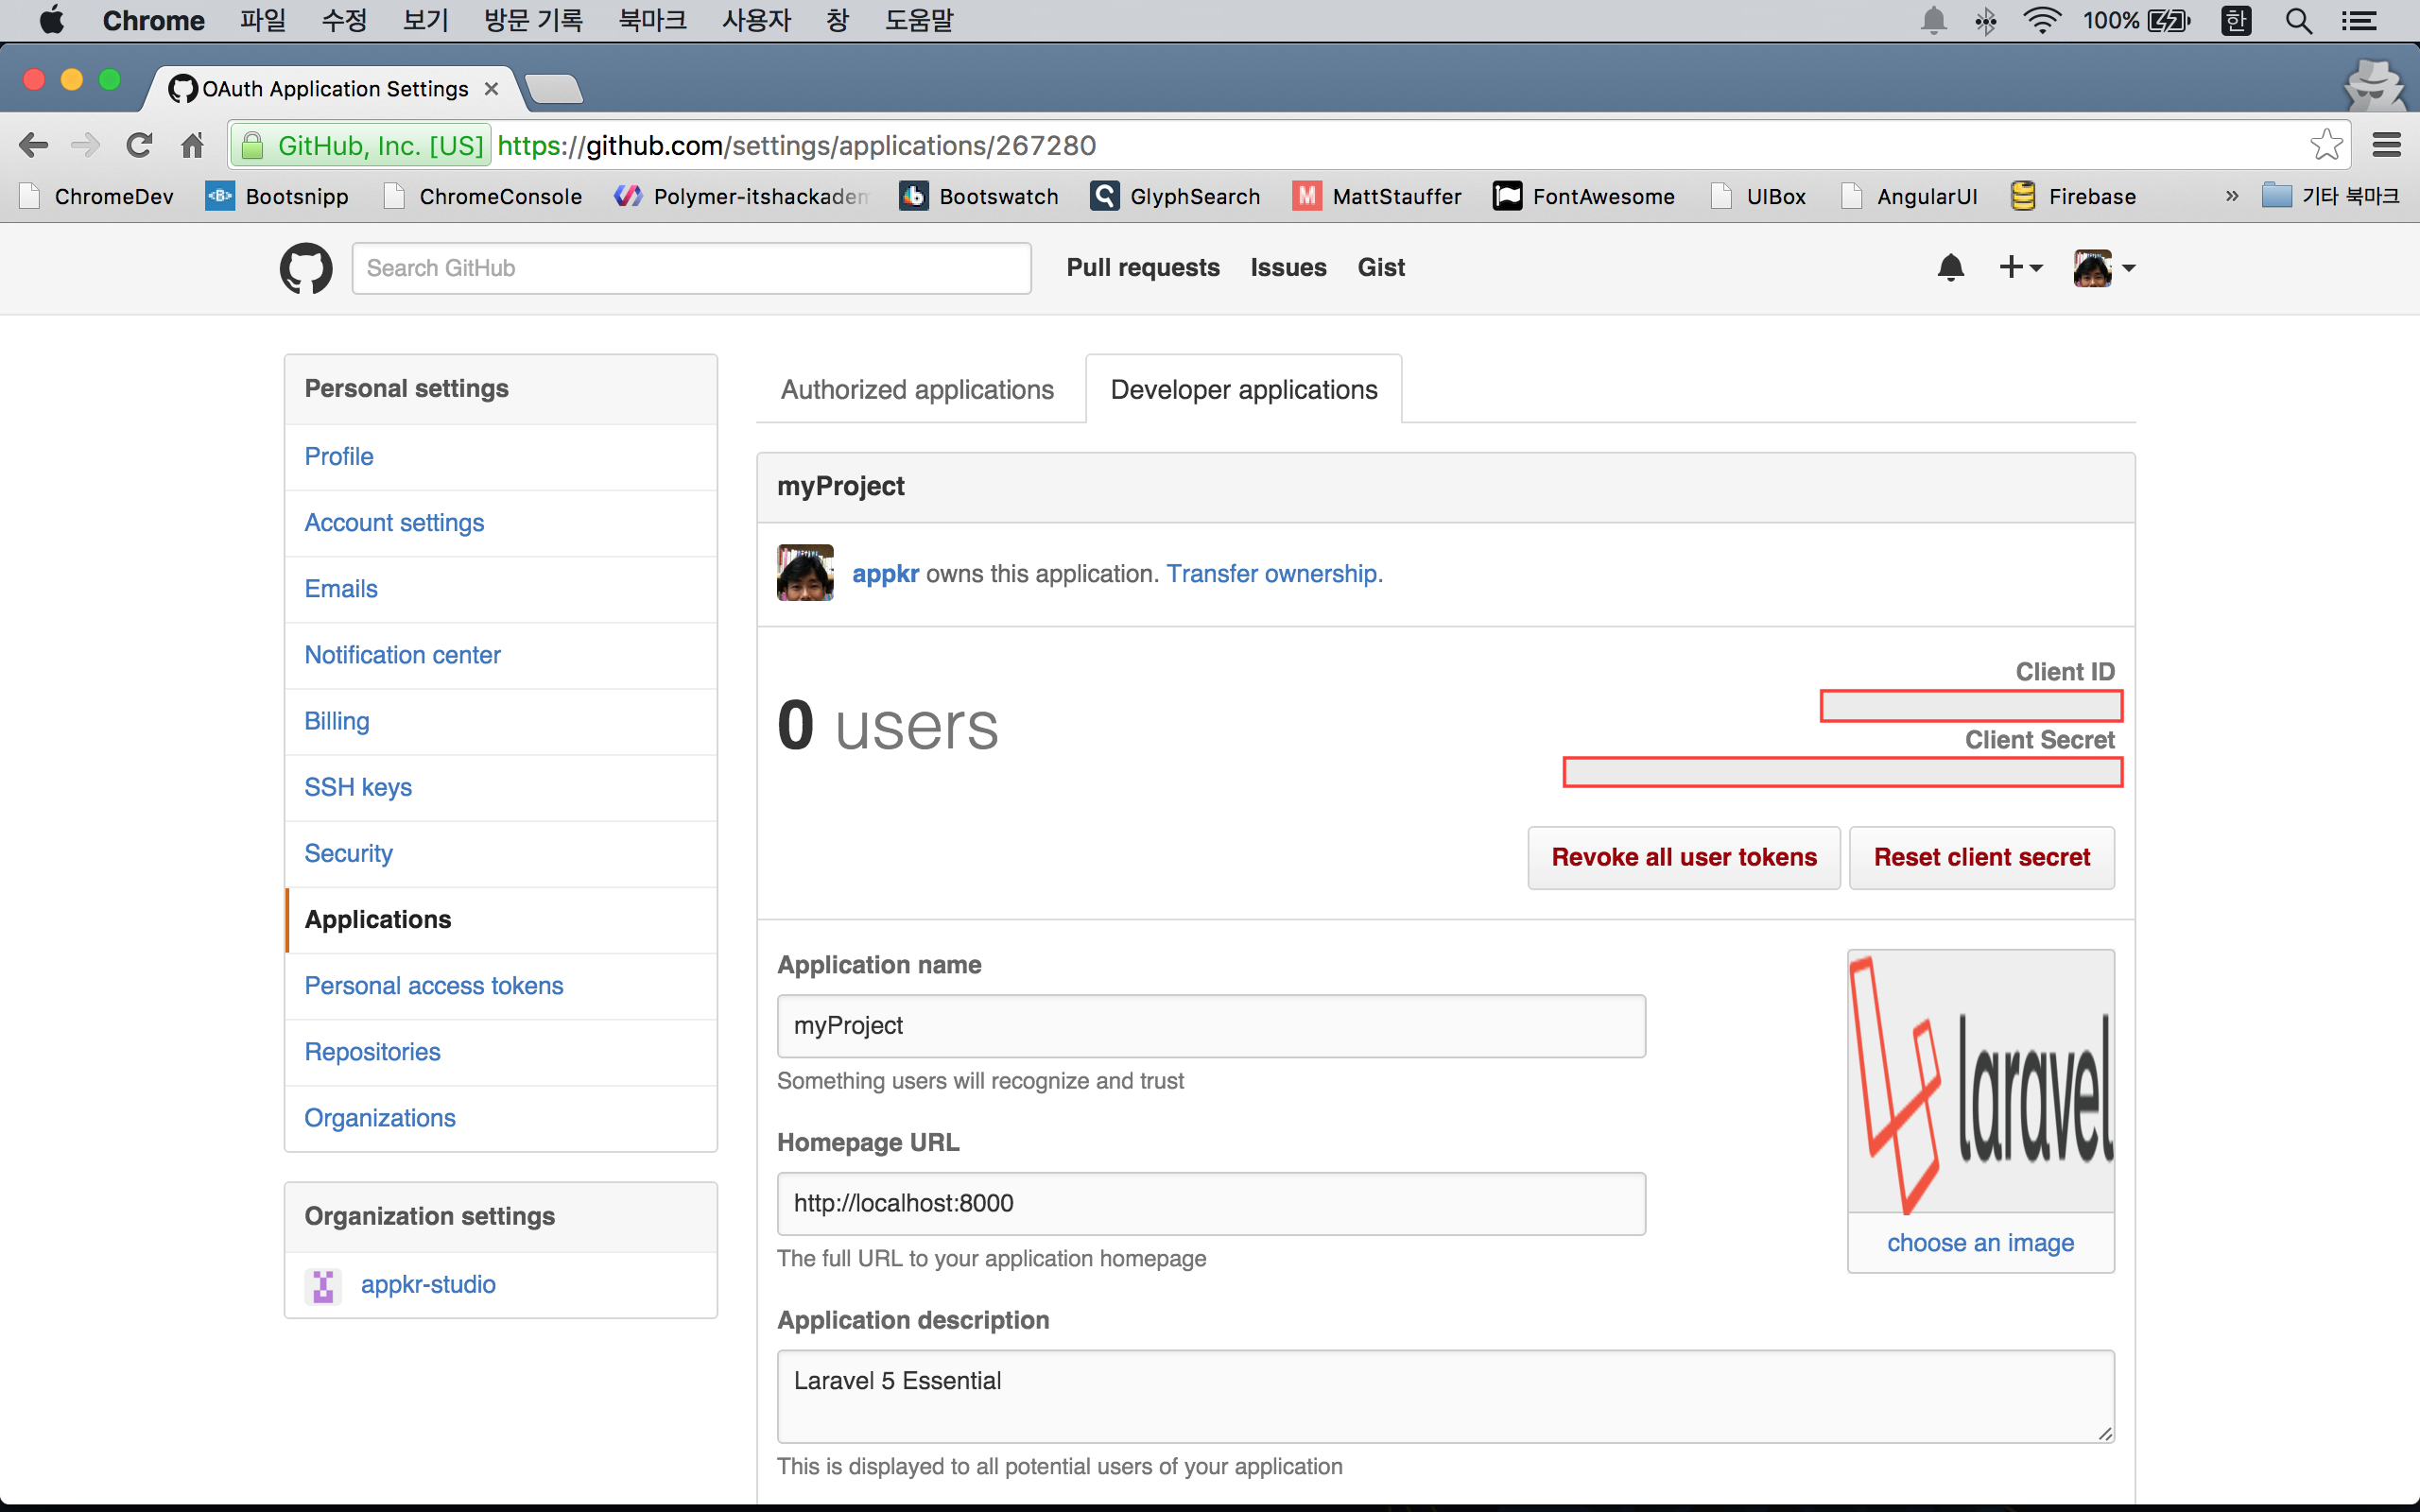 Chrome 파일 수정 보기 방문 기록 북마크 사용자 창 도움말 100% 한
OAuth Application Settings
GitHub, Inc. [US] https://github.com/settings/applications/267280
ChromeDev Bootsnipp ChromeConsole Polymer-itshackadem Bootswatch GlyphSearch MattStauffer FontAwesome UIBox AngularUI Firebase » 기타 북마크
Search GitHub Pull requests Issues Gist
Personal settings
Profile
Account settings
Emails
Notification center
Billing
SSH keys
Security
Applications
Personal access tokens
Repositories
Organizations
Organization settings
appkr-studio
Authorized applications Developer applications
myProject
appkr owns this application. Transfer ownership.
0 users
Client ID
Client Secret
Revoke all user tokens Reset client secret
Application name
myProject
Something users will recognize and trust
Homepage URL
http://localhost:8000
The full URL to your application homepage
laravel
choose an image
Application description
Laravel 5 Essential
This is displayed to all potential users of your application